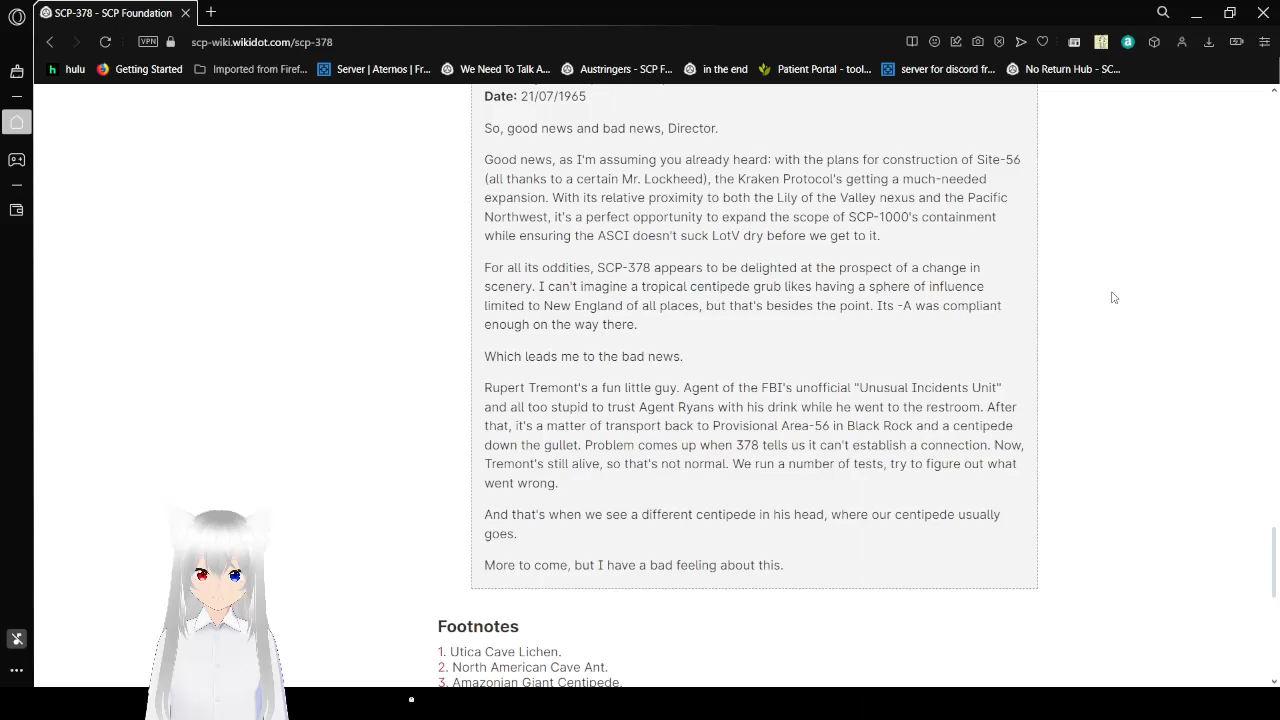 SCP-378 - SCP Foundation
VPN
scp-wiki.wikidot.com/scp-378
hulu
Getting Started
Imported from Firef...
Server | Aternos | Fr...
We Need To Talk A...
Austringers - SCP F...
in the end
Patient Portal - tool...
server for discord fr...
No Return Hub - SC...
Date: 21/07/1965
So, good news and bad news, Director.
Good news, as I'm assuming you already heard: with the plans for construction of Site-56
(all thanks to a certain Mr. Lockheed), the Kraken Protocol's getting a much-needed
expansion. With its relative proximity to both the Lily of the Valley nexus and the Pacific
Northwest, it's a perfect opportunity to expand the scope of SCP-1000's containment
while ensuring the ASCI doesn't suck LotV dry before we get to it.
For all its oddities, SCP-378 appears to be delighted at the prospect of a change in
scenery. I can't imagine a tropical centipede grub likes having a sphere of influence
limited to New England of all places, but that's besides the point. Its -A was compliant
enough on the way there.
Which leads me to the bad news.
Rupert Tremont's a fun little guy. Agent of the FBI's unofficial "Unusual Incidents Unit"
and all too stupid to trust Agent Ryans with his drink while he went to the restroom. After
that, it's a matter of transport back to Provisional Area-56 in Black Rock and a centipede
down the gullet. Problem comes up when 378 tells us it can't establish a connection. Now,
Tremont's still alive, so that's not normal. We run a number of tests, try to figure out what
went wrong.
And that's when we see a different centipede in his head, where our centipede usually
goes.
More to come, but I have a bad feeling about this.
Footnotes
1. Utica Cave Lichen.
2. North American Cave Ant.
3. Amazonian Giant Centipede.